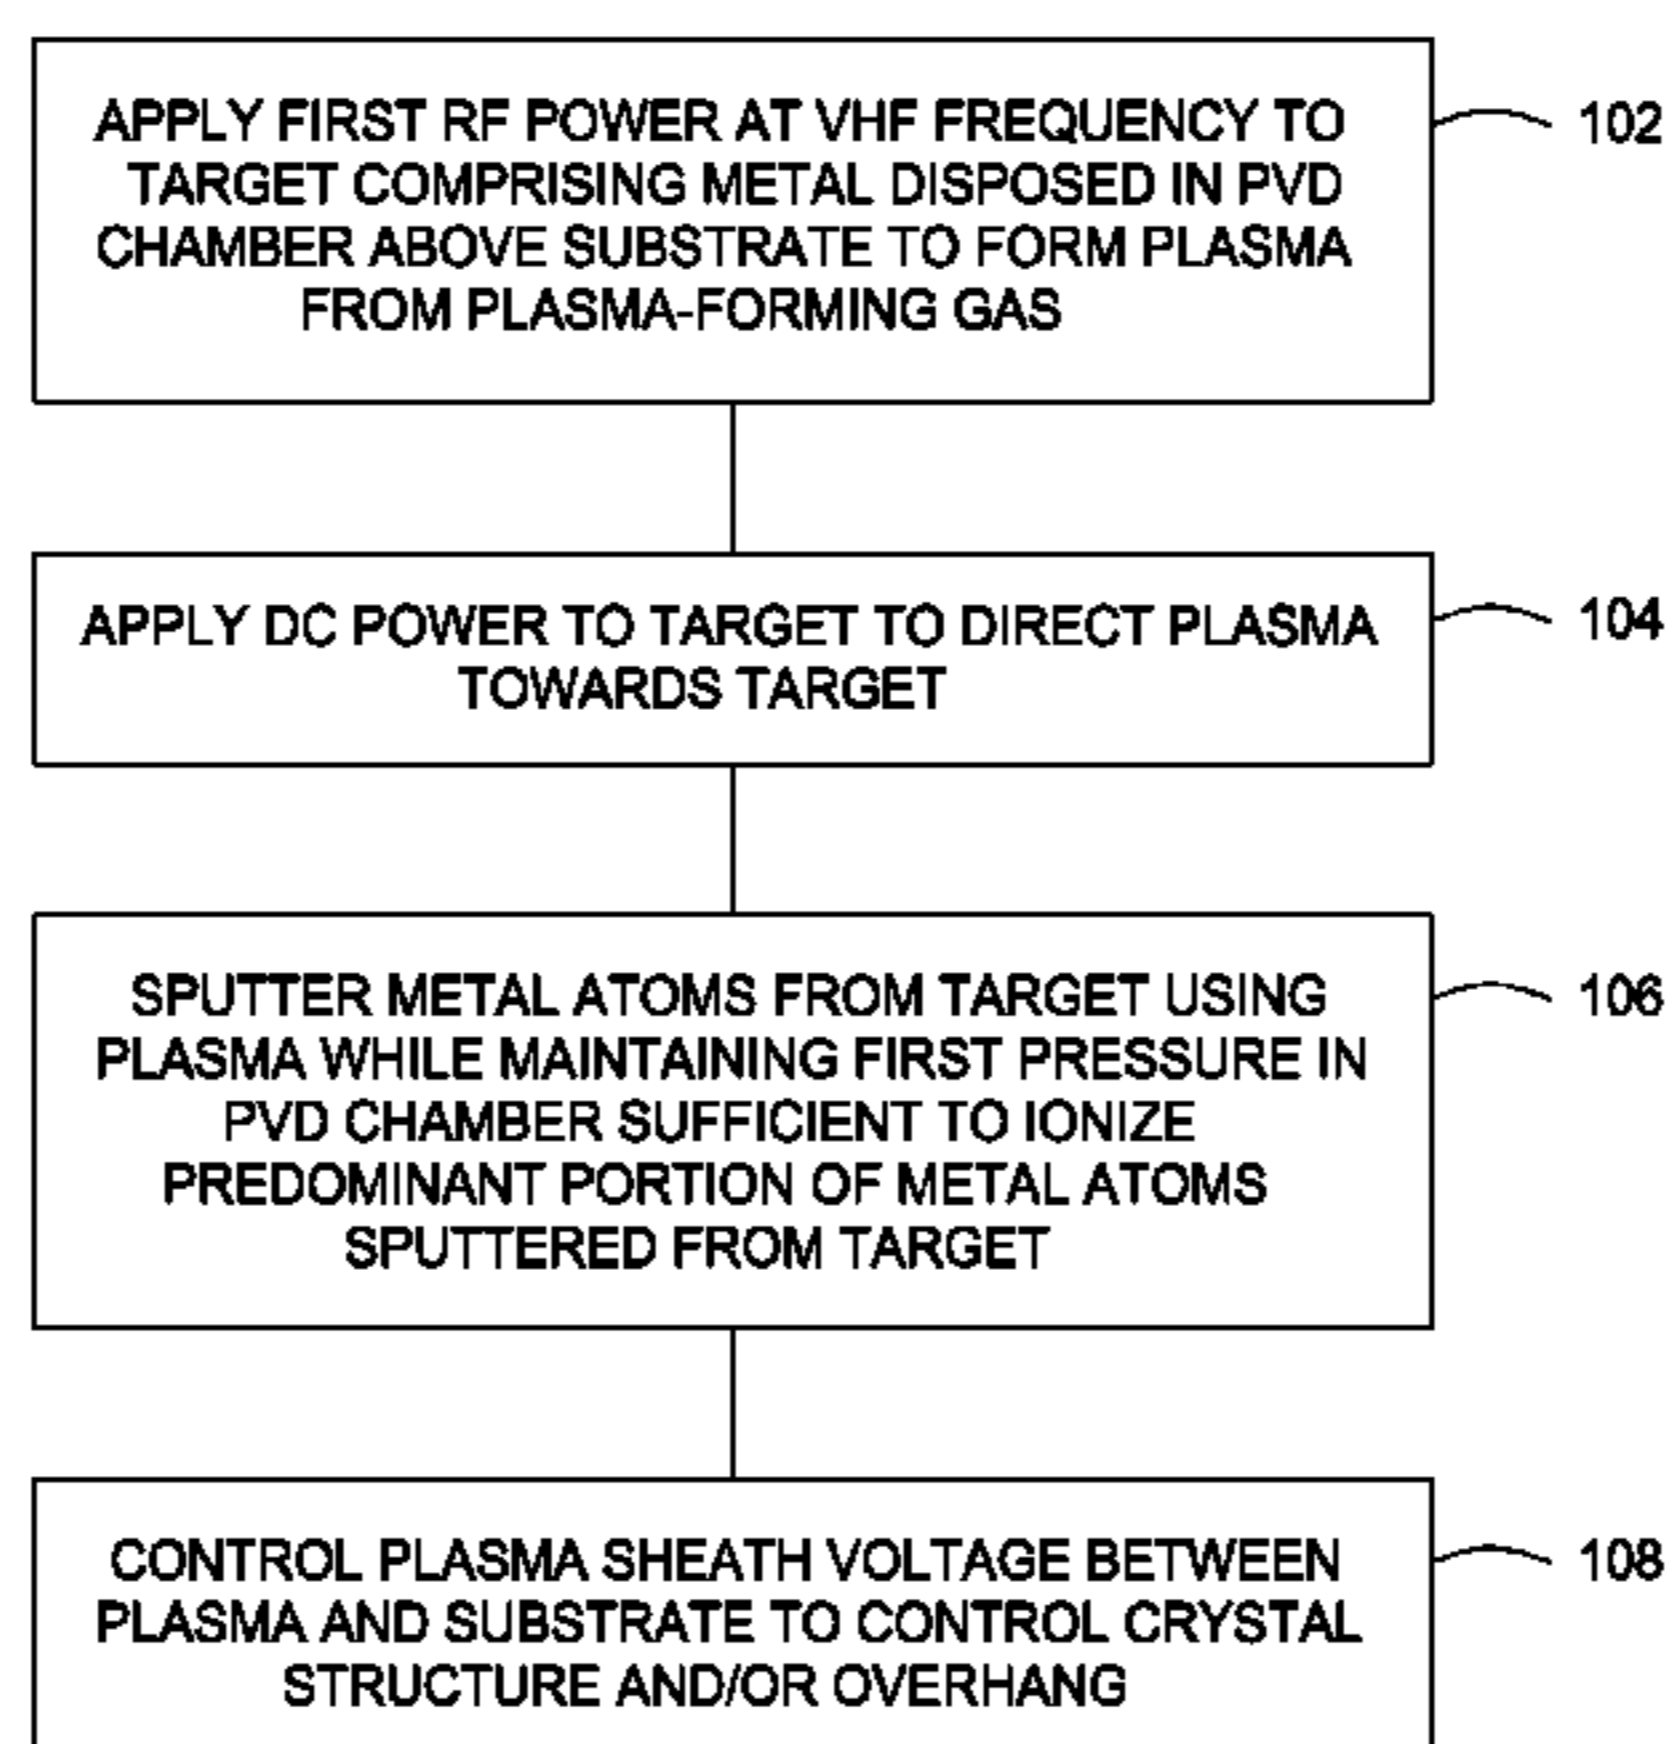 APPLY FIRST RF POWER AT VHF FREQUENCY TO
TARGET COMPRISING METAL DISPOSED IN PVD
CHAMBER ABOVE SUBSTRATE TO FORM PLASMA
FROM PLASMA-FORMING GAS
102
APPLY DC POWER TO TARGET TO DIRECT PLASMA
TOWARDS TARGET
104
SPUTTER METAL ATOMS FROM TARGET USING
PLASMA WHILE MAINTAINING FIRST PRESSURE IN
PVD CHAMBER SUFFICIENT TO IONIZE
PREDOMINANT PORTION OF METAL ATOMS
SPUTTERED FROM TARGET
106
CONTROL PLASMA SHEATH VOLTAGE BETWEEN
PLASMA AND SUBSTRATE TO CONTROL CRYSTAL
STRUCTURE AND/OR OVERHANG
108